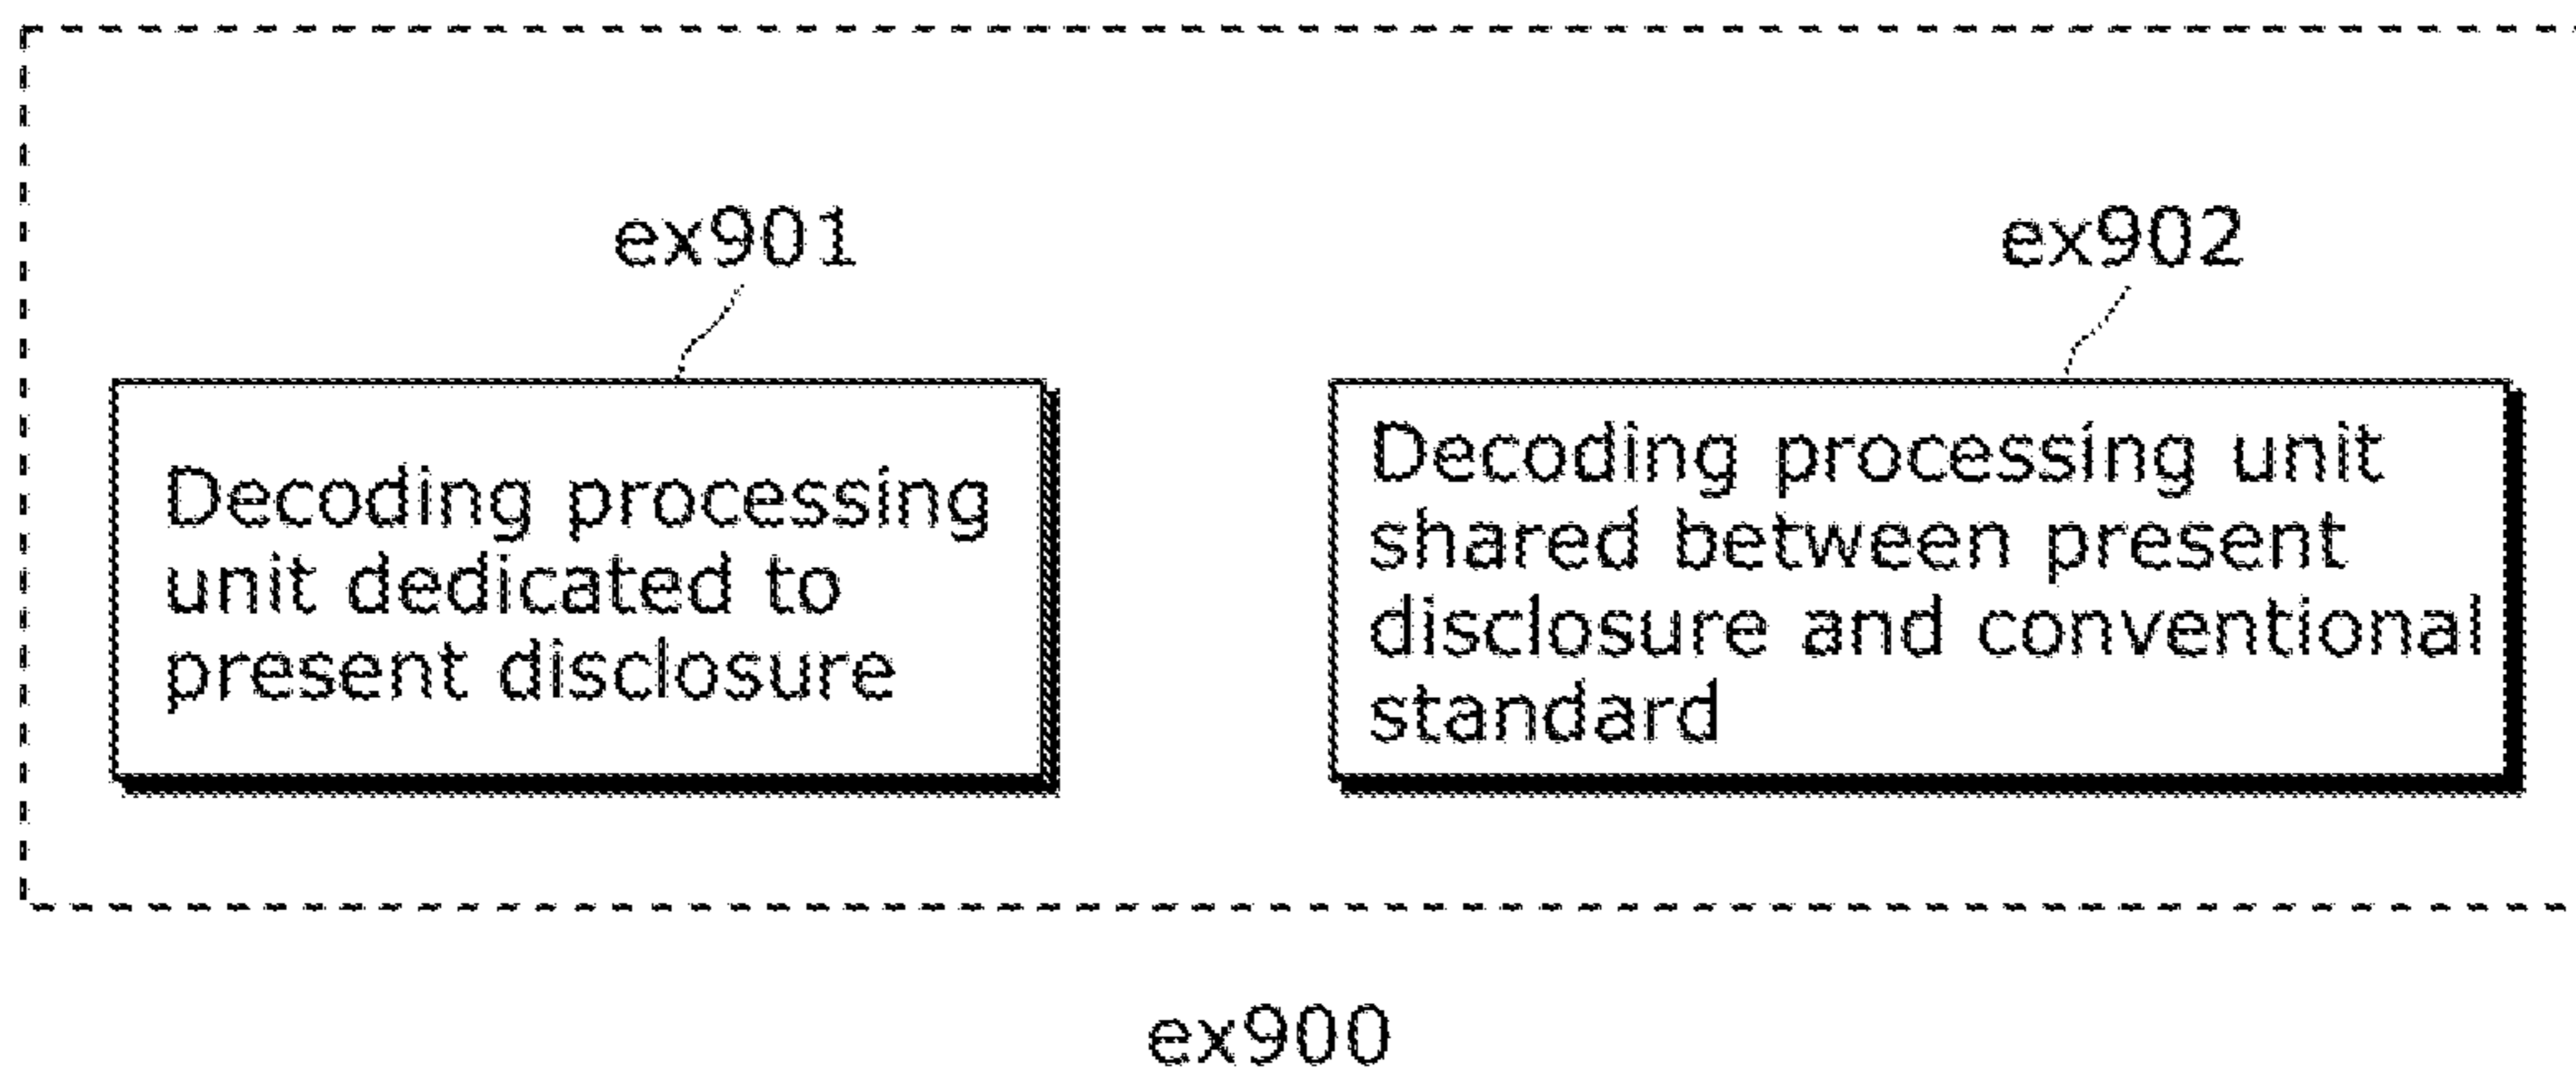 ex901
ex902
Decoding processing
unit dedicated to
present disclosure
Decoding processing unit
shared between present
disclosure and conventional
standard
ex900